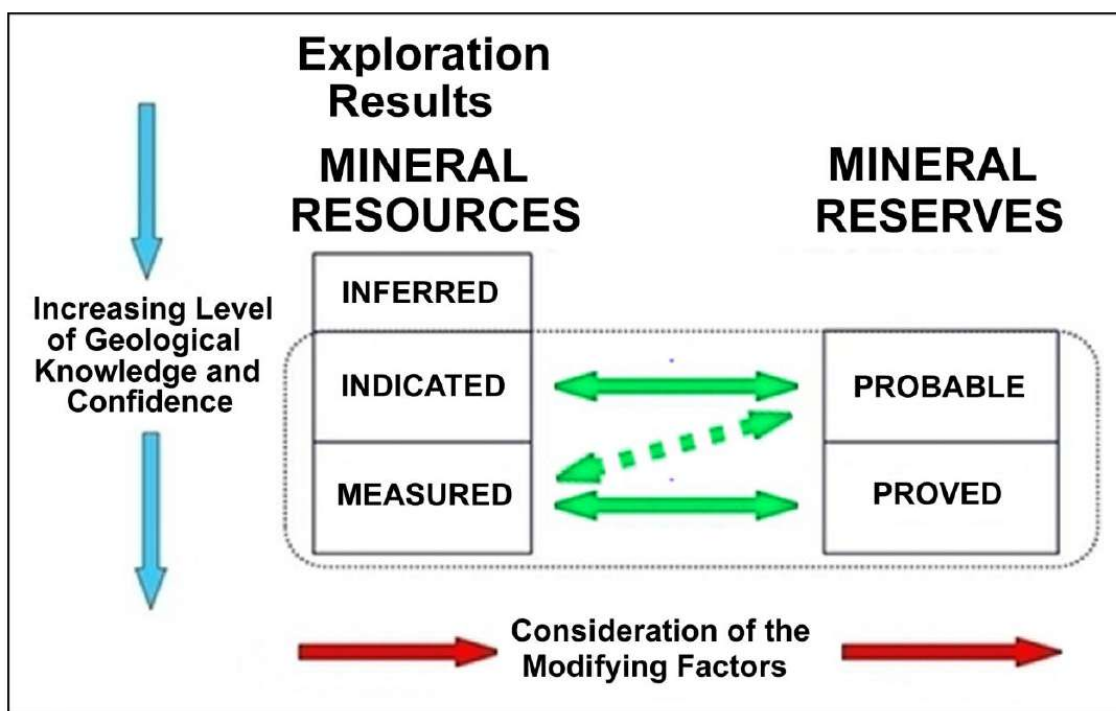 Exploration
Results
MINERAL
RESOURCES
MINERAL
RESERVES
Increasing Level
of Geological
Knowledge and
Confidence
INFERRED
INDICATED
MEASURED
PROBABLE
PROVED
Consideration of the
Modifying Factors